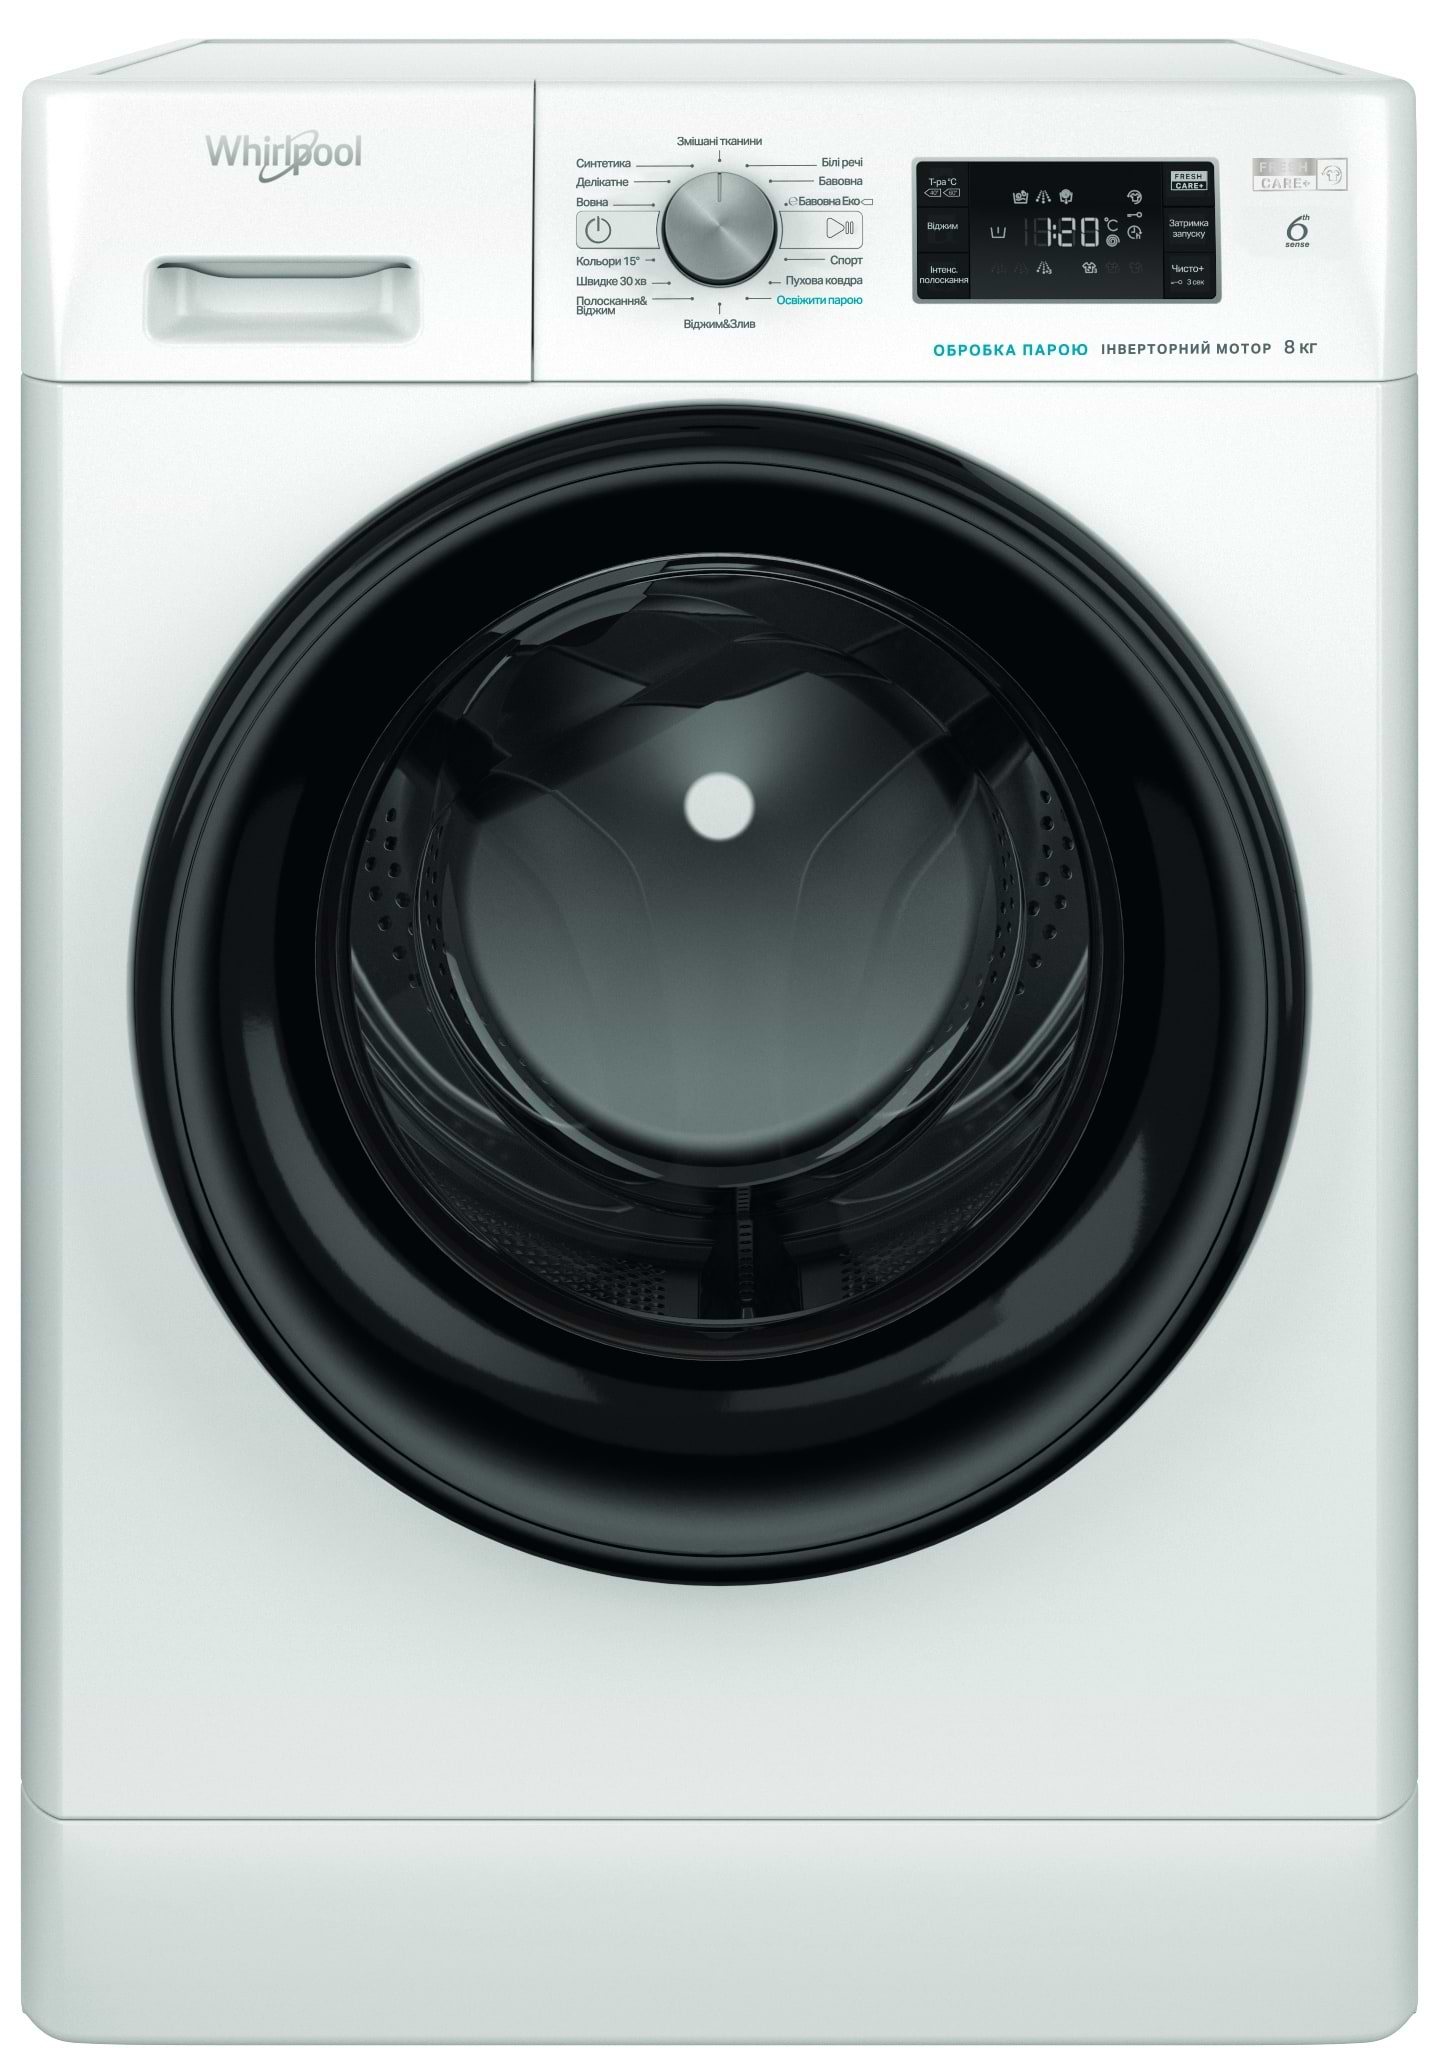 Whirlpool
Змішані тканини
Синтетика
Делікатне
Вовна
Кольори 15°
Швидке 30 хв
Полоскання&
Віджим
Білі речі
Бавовна
Бавовна Еко
Спорт
Пухова ковдра
Освіжити парою
Віджим&Злив
Т-ра °C
40° 60°
Віджим
Інтенс.
полоскання
1:20 °C
h
FRESH
CARE+
Затримка
запуску
Чисто+
3 сек
FRESH
CARE+
6th
sense
ОБРОБКА ПАРОЮ ІНВЕРТОРНИЙ МОТОР 8 КГ